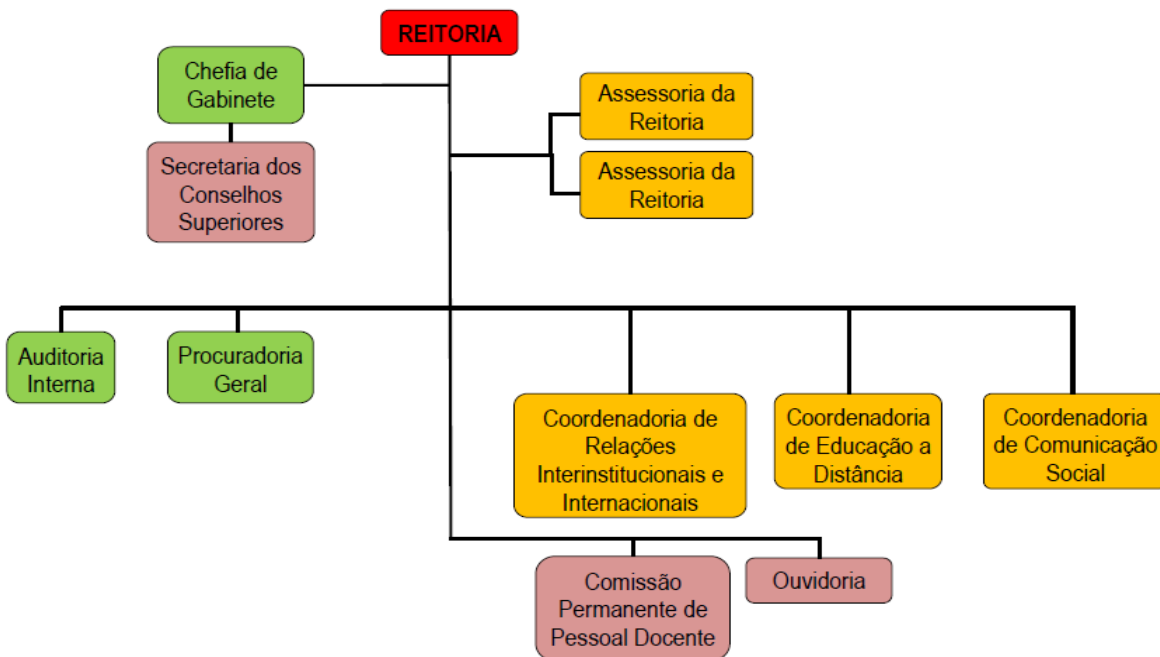 REITORIA
Chefia de
Gabinete
Secretaria dos
Conselhos
Superiores
Assessoria da
Reitoria
Assessoria da
Reitoria
Auditoria
Interna
Procuradoria
Geral
Coordenadoria de
Relações
Interinstitucionais e
Internacionais
Coordenadoria
de Educação a
Distância
Coordenadoria
de Comunicação
Social
Comissão
Permanente de
Pessoal Docente
Ouvidoria